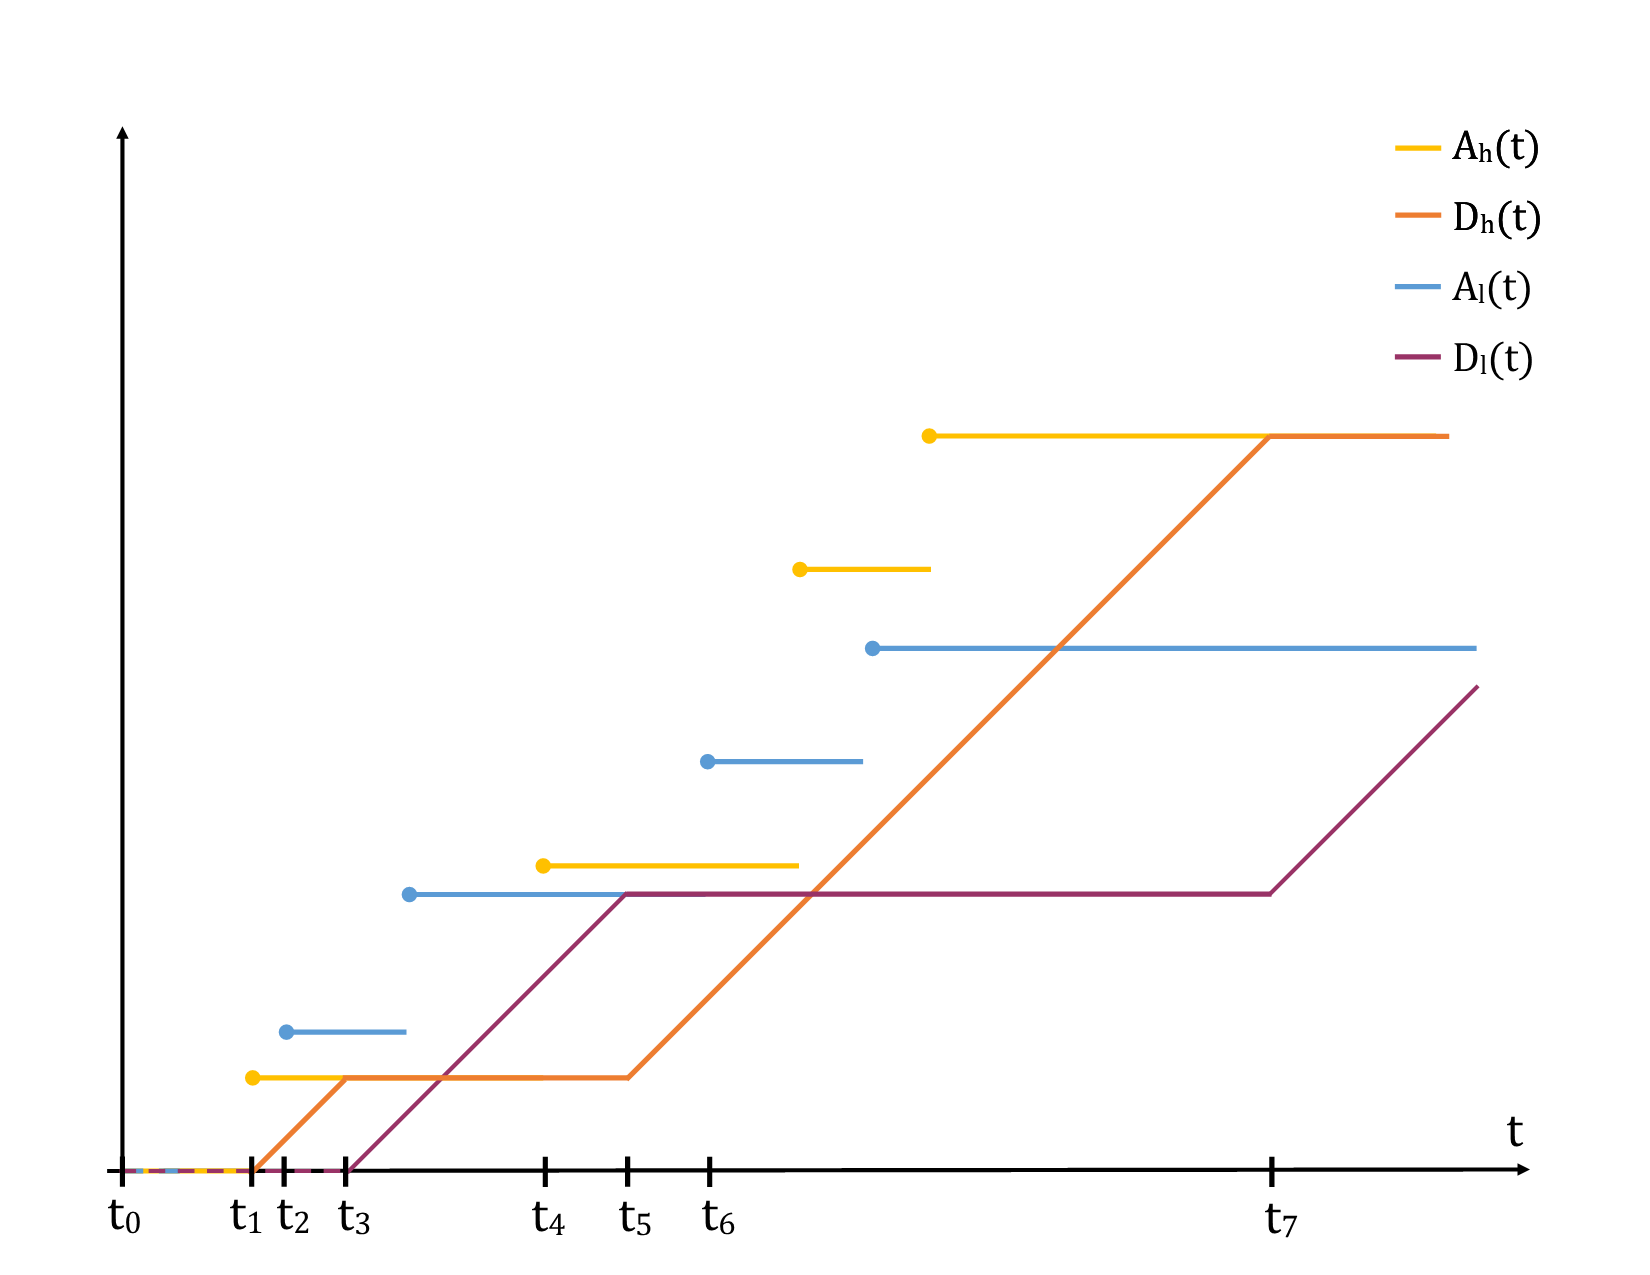 Aₕ(t)
Dₕ(t)
Aₗ(t)
Dₗ(t)
t
t₀ t₁ t₂ t₃ t₄ t₅ t₆ t₇